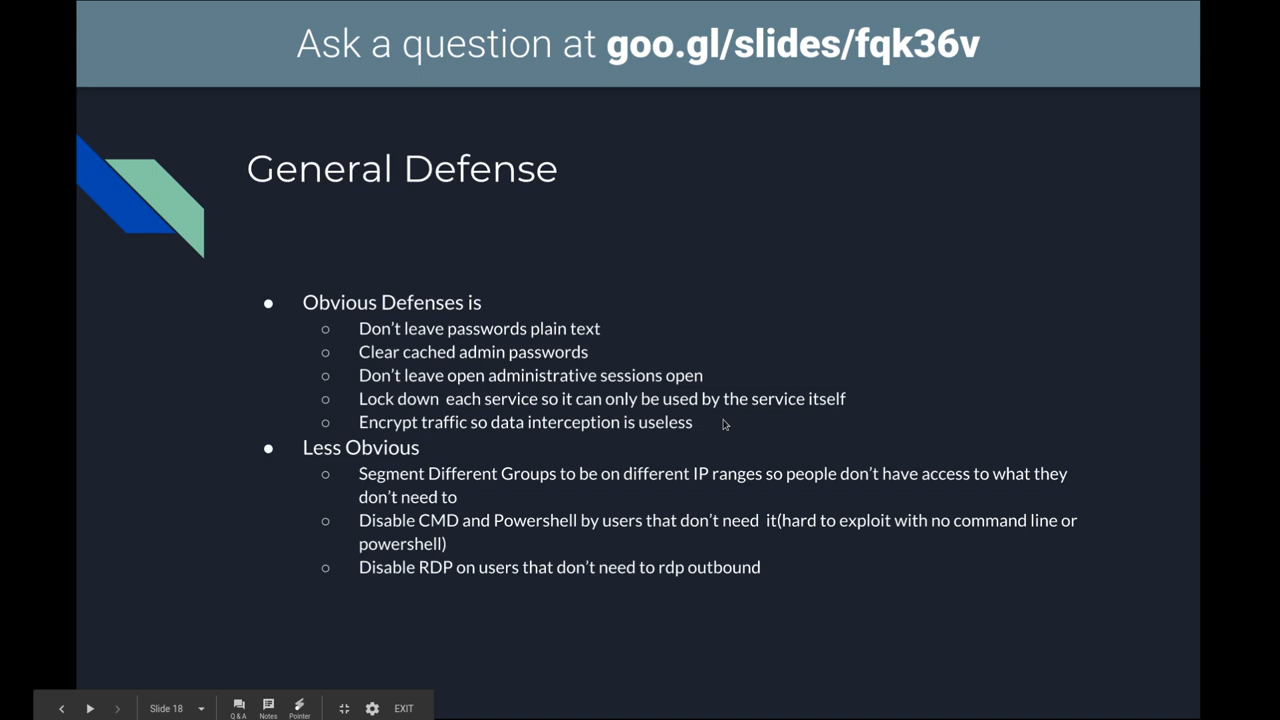 Ask a question at goo.gl/slides/fqk36v
General Defense
● Obvious Defenses is
○ Don’t leave passwords plain text
○ Clear cached admin passwords
○ Don’t leave open administrative sessions open
○ Lock down  each service so it can only be used by the service itself
○ Encrypt traffic so data interception is useless
● Less Obvious
○ Segment Different Groups to be on different IP ranges so people don’t have access to what they
don’t need to
○ Disable CMD and Powershell by users that don’t need  it(hard to exploit with no command line or
powershell)
○ Disable RDP on users that don’t need to rdp outbound
Slide 18 Q & A Notes Pointer EXIT